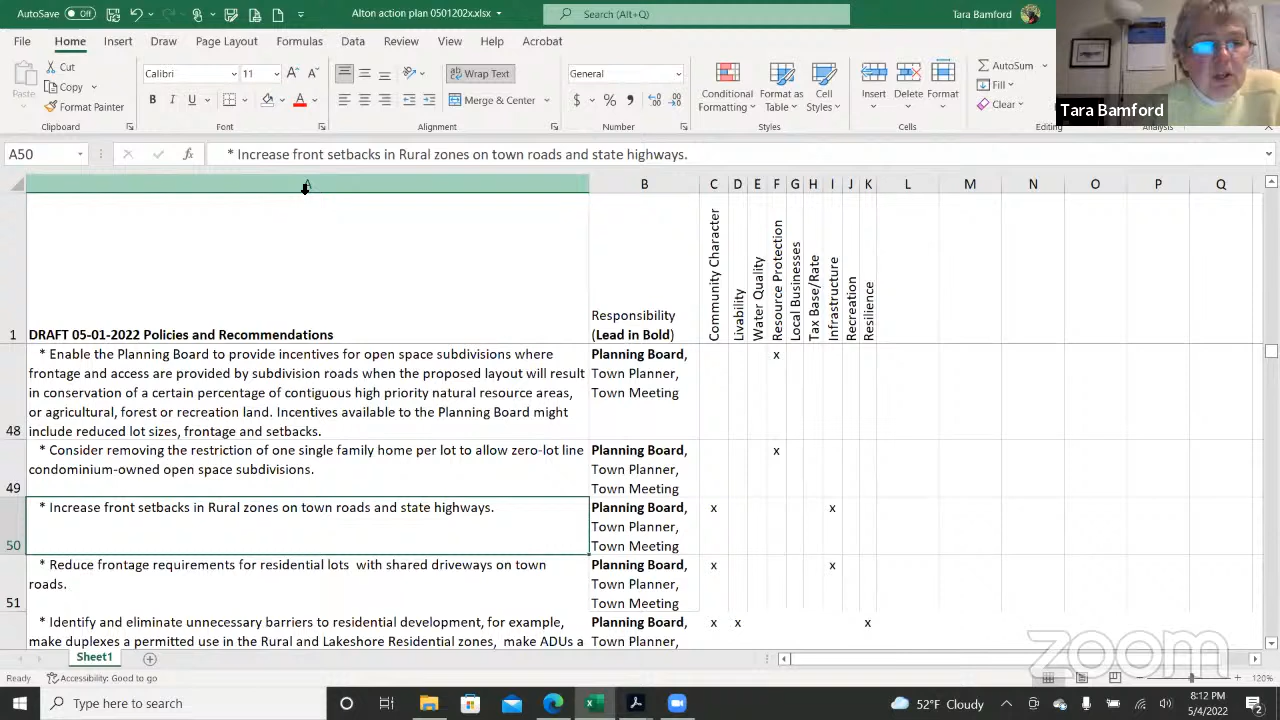 AutoSave Off Alton action plan 0501202xx.xlsx Search (Alt+Q) Tara Bamford
File Home Insert Draw Page Layout Formulas Data Review View Help Acrobat
Cut
Copy
Format Painter
Paste
Clipboard
Calibri 11
B I U
Font
Wrap Text
Merge & Center
Alignment
General
$ % ,
Number
Conditional Formatting
Format as Table
Cell Styles
Styles
Insert Delete Format
Cells
AutoSum
Fill
Clear
Editing
Analysis
Tara Bamford
A50 fx * Increase front setbacks in Rural zones on town roads and state highways.
A B C D E F G H I J K L M N O P Q
1 DRAFT 05-01-2022 Policies and Recommendations
Responsibility
(Lead in Bold)
Community Character
Livability
Water Quality
Resource Protection
Local Businesses
Tax Base/Rate
Infrastructure
Recreation
Resilience
* Enable the Planning Board to provide incentives for open space subdivisions where
frontage and access are provided by subdivision roads when the proposed layout will result
in conservation of a certain percentage of contiguous high priority natural resource areas,
or agricultural, forest or recreation land. Incentives available to the Planning Board might
48 include reduced lot sizes, frontage and setbacks.
Planning Board,
Town Planner,
Town Meeting
x
* Consider removing the restriction of one single family home per lot to allow zero-lot line
condominium-owned open space subdivisions.
49
Planning Board,
Town Planner,
Town Meeting
x
* Increase front setbacks in Rural zones on town roads and state highways.
50
Planning Board,
Town Planner,
Town Meeting
x x
* Reduce frontage requirements for residential lots with shared driveways on town
roads.
51
Planning Board,
Town Planner,
Town Meeting
x x
* Identify and eliminate unnecessary barriers to residential development, for example,
make duplexes a permitted use in the Rural and Lakeshore Residential zones, make ADUs a
Planning Board,
Town Planner,
x x x
Sheet1
Ready Accessibility: Good to go 120%
zoom
Type here to search
52°F Cloudy
8:12 PM
5/4/2022
2